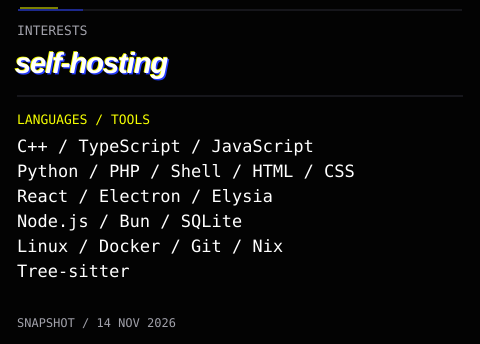 INTERESTS
self-hosting
LANGUAGES / TOOLS
C++ / TypeScript / JavaScript
Python / PHP / Shell / HTML / CSS
React / Electron / Elysia
Node.js / Bun / SQLite
Linux / Docker / Git / Nix
Tree-sitter
SNAPSHOT / 14 NOV 2026